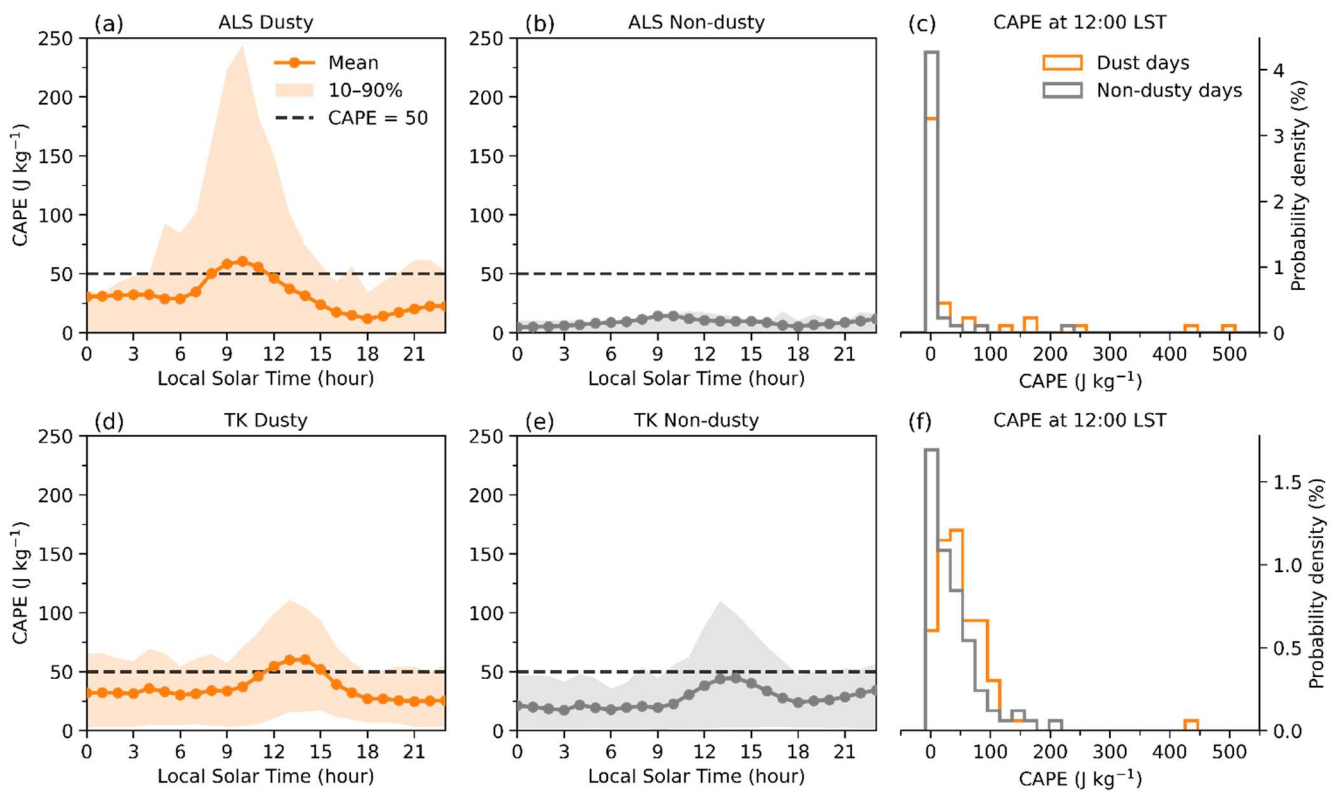 (a) ALS Dusty
250
200
150
100
50
0
CAPE (J kg⁻¹)
Mean
10–90%
CAPE = 50
0 3 6 9 12 15 18 21
Local Solar Time (hour)
(b) ALS Non-dusty
250
200
150
100
50
0
0 3 6 9 12 15 18 21
Local Solar Time (hour)
(c) CAPE at 12:00 LST
Dust days
Non-dusty days
4
3
2
1
0
Probability density (%)
0 100 200 300 400 500
CAPE (J kg⁻¹)
(d) TK Dusty
250
200
150
100
50
0
CAPE (J kg⁻¹)
0 3 6 9 12 15 18 21
Local Solar Time (hour)
(e) TK Non-dusty
250
200
150
100
50
0
0 3 6 9 12 15 18 21
Local Solar Time (hour)
(f) CAPE at 12:00 LST
1.5
1.0
0.5
0.0
Probability density (%)
0 100 200 300 400 500
CAPE (J kg⁻¹)